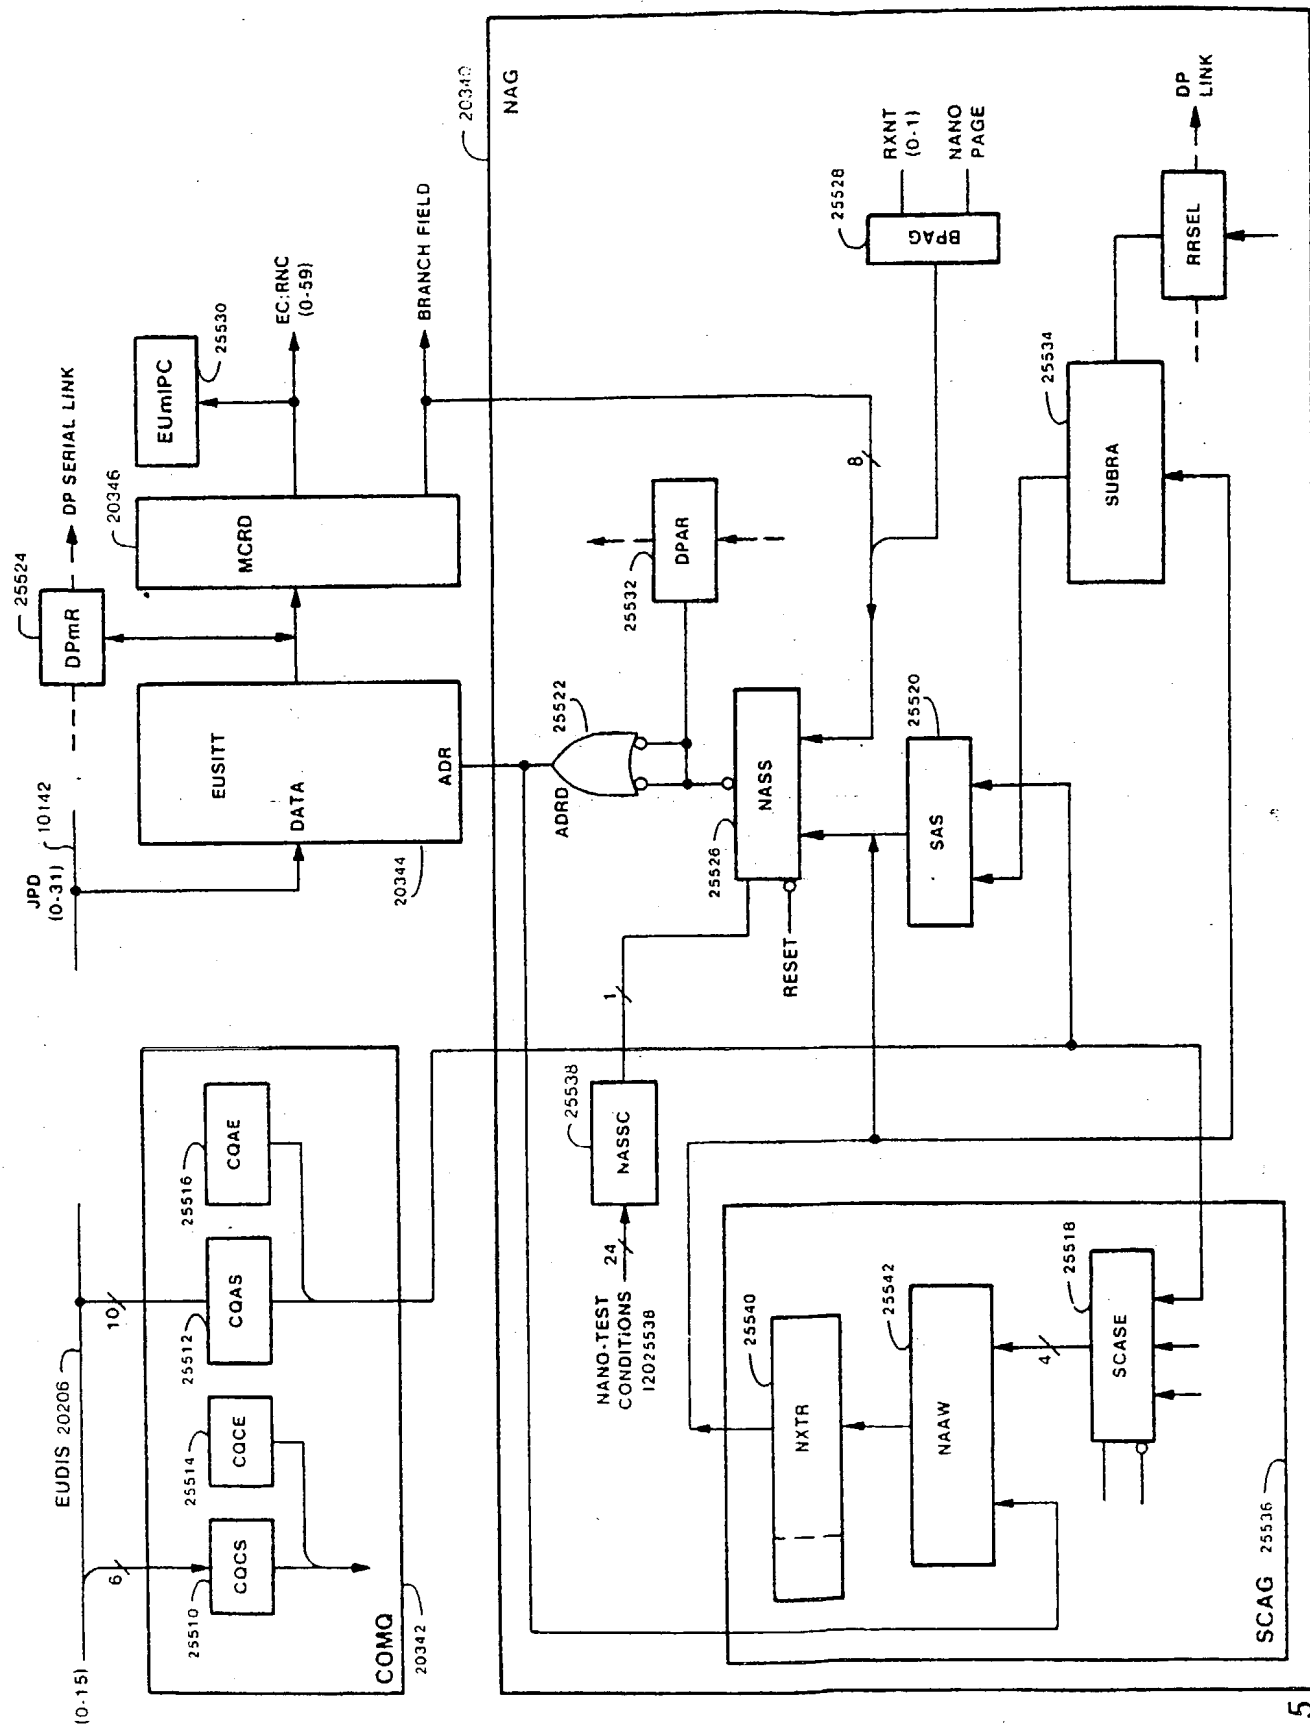 (0-15)
EUDIS 20206
JPD
(0-31)
10142
25524
DPmR
DP SERIAL LINK
6
10
25510
CQCS
25514
CQCE
25512
CQAS
25516
CQAE
COMQ
20342
EUSITT
DATA
ADR
20344
20346
MCRD
EUmIPC
25530
EC:RNC
(0-59)
BRANCH FIELD
20340
NAG
NANO-TEST
CONDITIONS
12025538
24
25538
NASSC
1
RESET
ADRD
25522
25532
DPAR
8
25528
BPAG
RXNT
(0-1)
NANO
PAGE
25526
NASS
25520
SAS
25534
SUBRA
RRSEL
DP
LINK
25540
NXTR
25542
NAAW
4
25518
SCASE
SCAG
25536
5